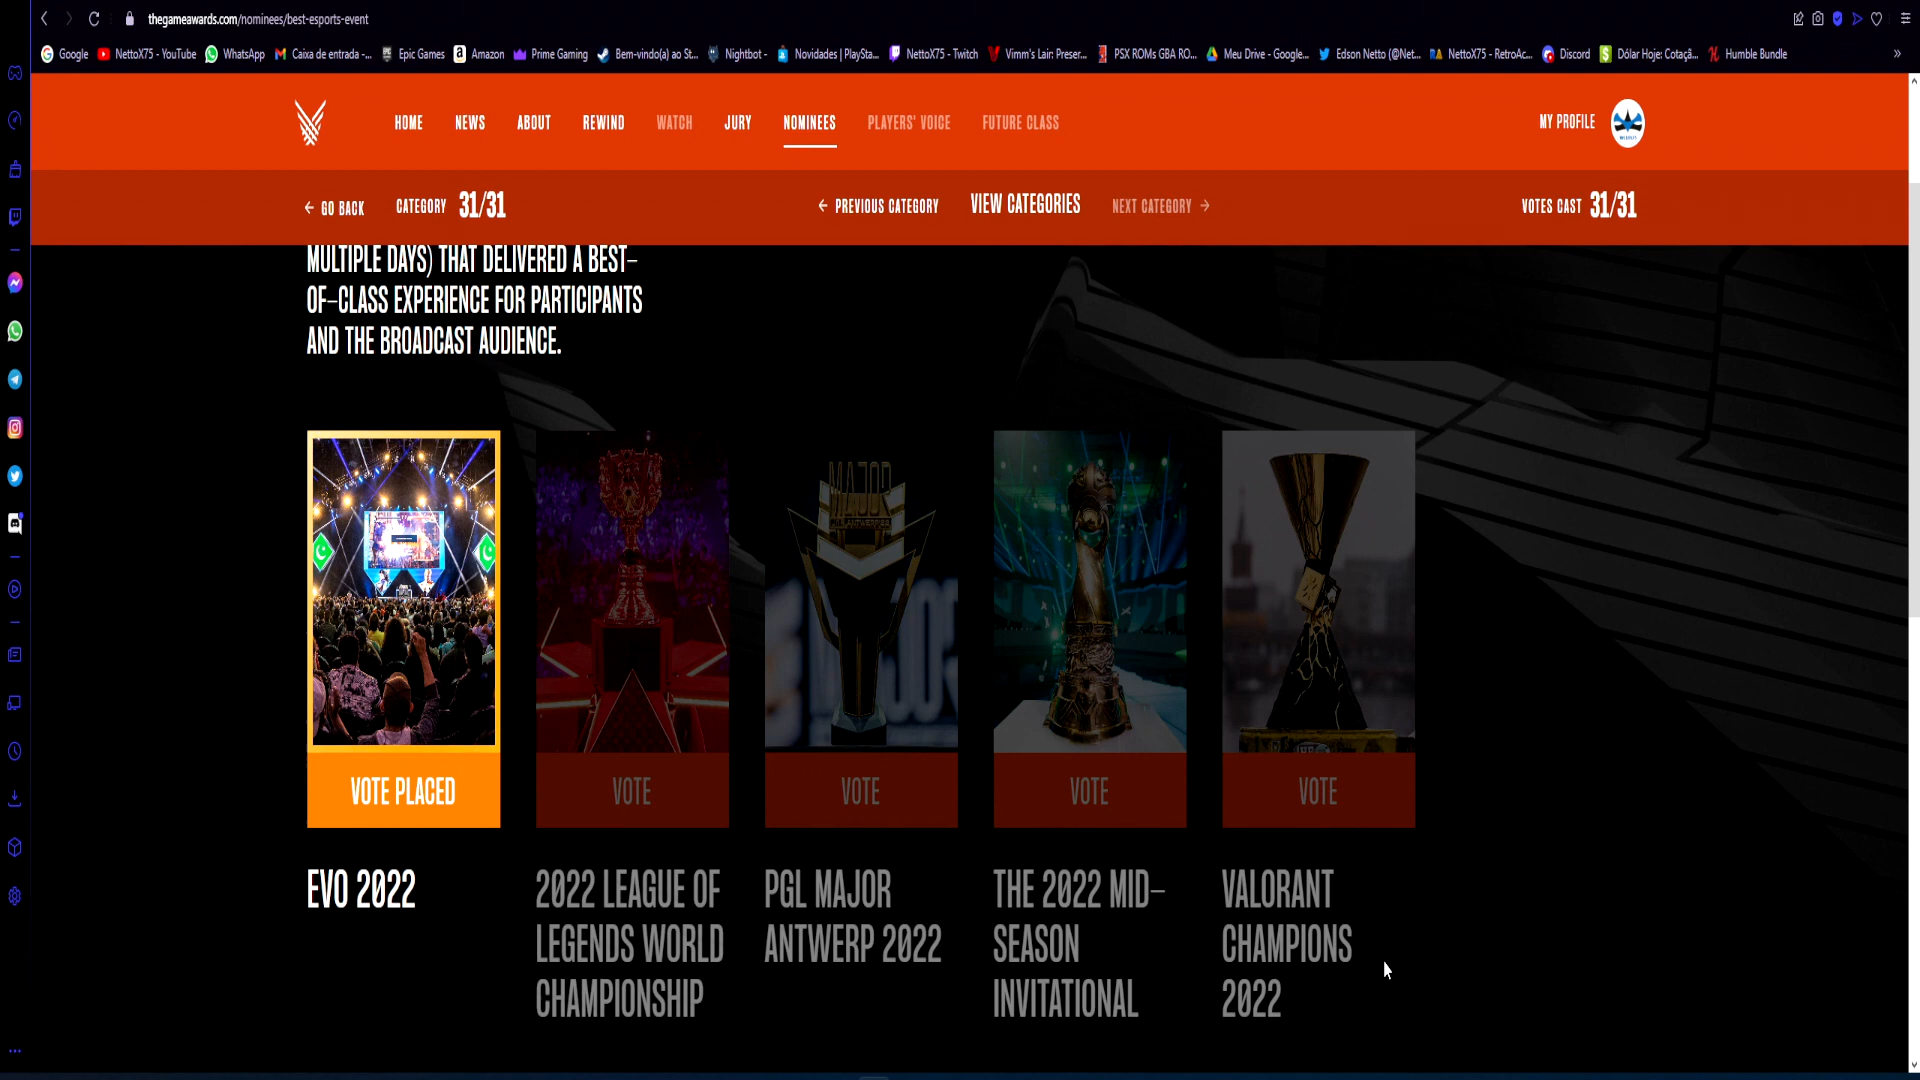 thegameawards.com/nominees/best-esports-event
Google
NettoX75 - YouTube
WhatsApp
Caixa de entrada -...
Epic Games
Amazon
Prime Gaming
Bem-vindo(a) ao St...
Nightbot -
Novidades | PlaySta...
NettoX75 - Twitch
Vimm's Lair: Preser...
PSX ROMs GBA RO...
Meu Drive - Google...
Edson Netto (@Net...
NettoX75 - RetroAc...
Discord
Dólar Hoje: Cotaçã...
Humble Bundle
HOME
NEWS
ABOUT
REWIND
WATCH
JURY
NOMINEES
PLAYERS' VOICE
FUTURE CLASS
MY PROFILE
GO BACK
CATEGORY 31/31
PREVIOUS CATEGORY
VIEW CATEGORIES
NEXT CATEGORY
VOTES CAST 31/31
MULTIPLE DAYS) THAT DELIVERED A BEST-
OF-CLASS EXPERIENCE FOR PARTICIPANTS
AND THE BROADCAST AUDIENCE.
MAJOR
VOTE PLACED
VOTE
VOTE
VOTE
VOTE
EVO 2022
2022 LEAGUE OF
LEGENDS WORLD
CHAMPIONSHIP
PGL MAJOR
ANTWERP 2022
THE 2022 MID-
SEASON
INVITATIONAL
VALORANT
CHAMPIONS
2022